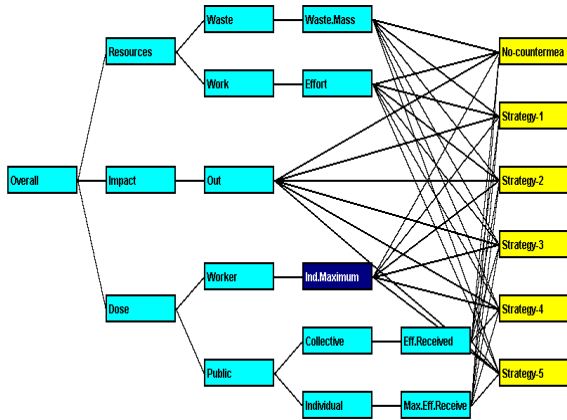 Waste
Waste.Mass
Resources
No-countermea
Work
Effort
Strategy-1
Overall
Impact
Out
Strategy-2
Strategy-3
Worker
Ind.Maximum
Dose
Strategy-4
Collective
Eff.Received
Public
Strategy-5
Individual
Max.Eff.Receive